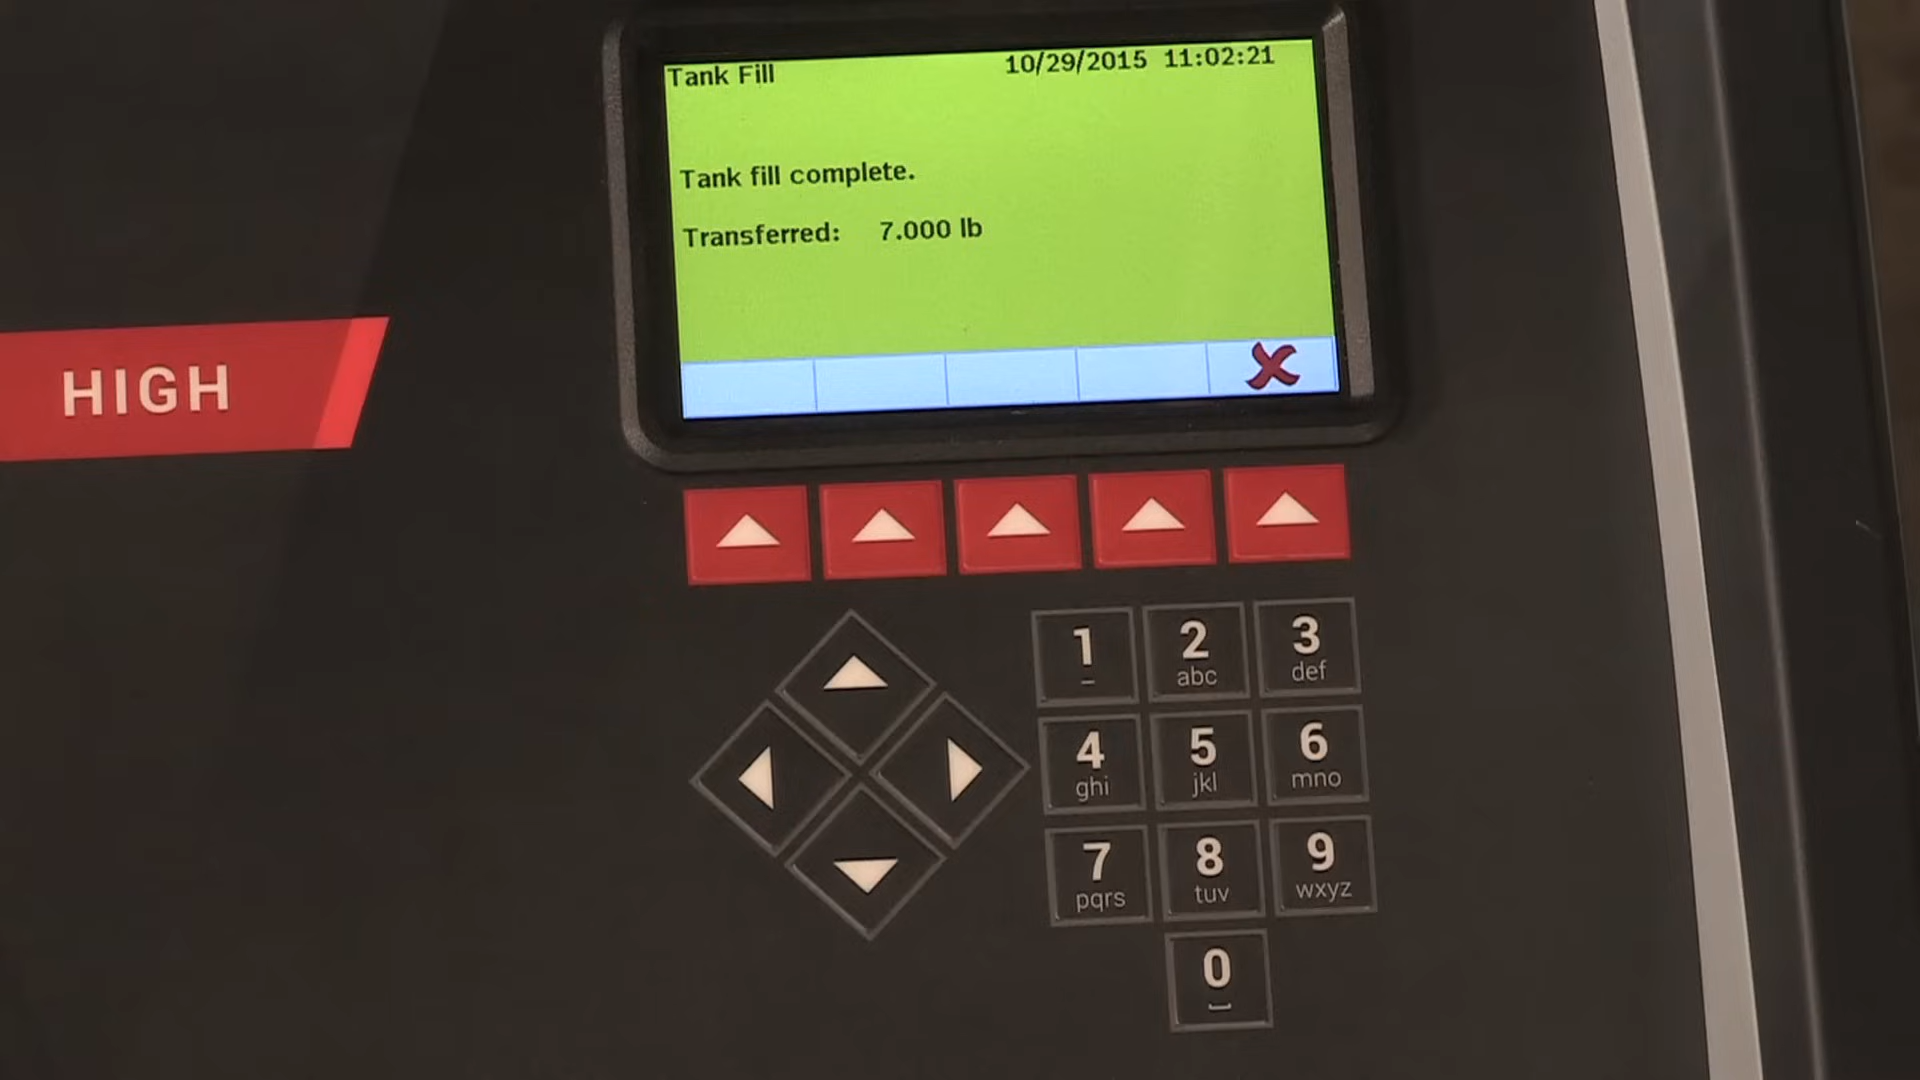 Tank Fill 10/29/2015 11:02:21
Tank fill complete.
Transferred: 7.000 lb
HIGH
1 2 3
_ abc def
4 5 6
ghi jkl mno
7 8 9
pqrs tuv wxyz
0